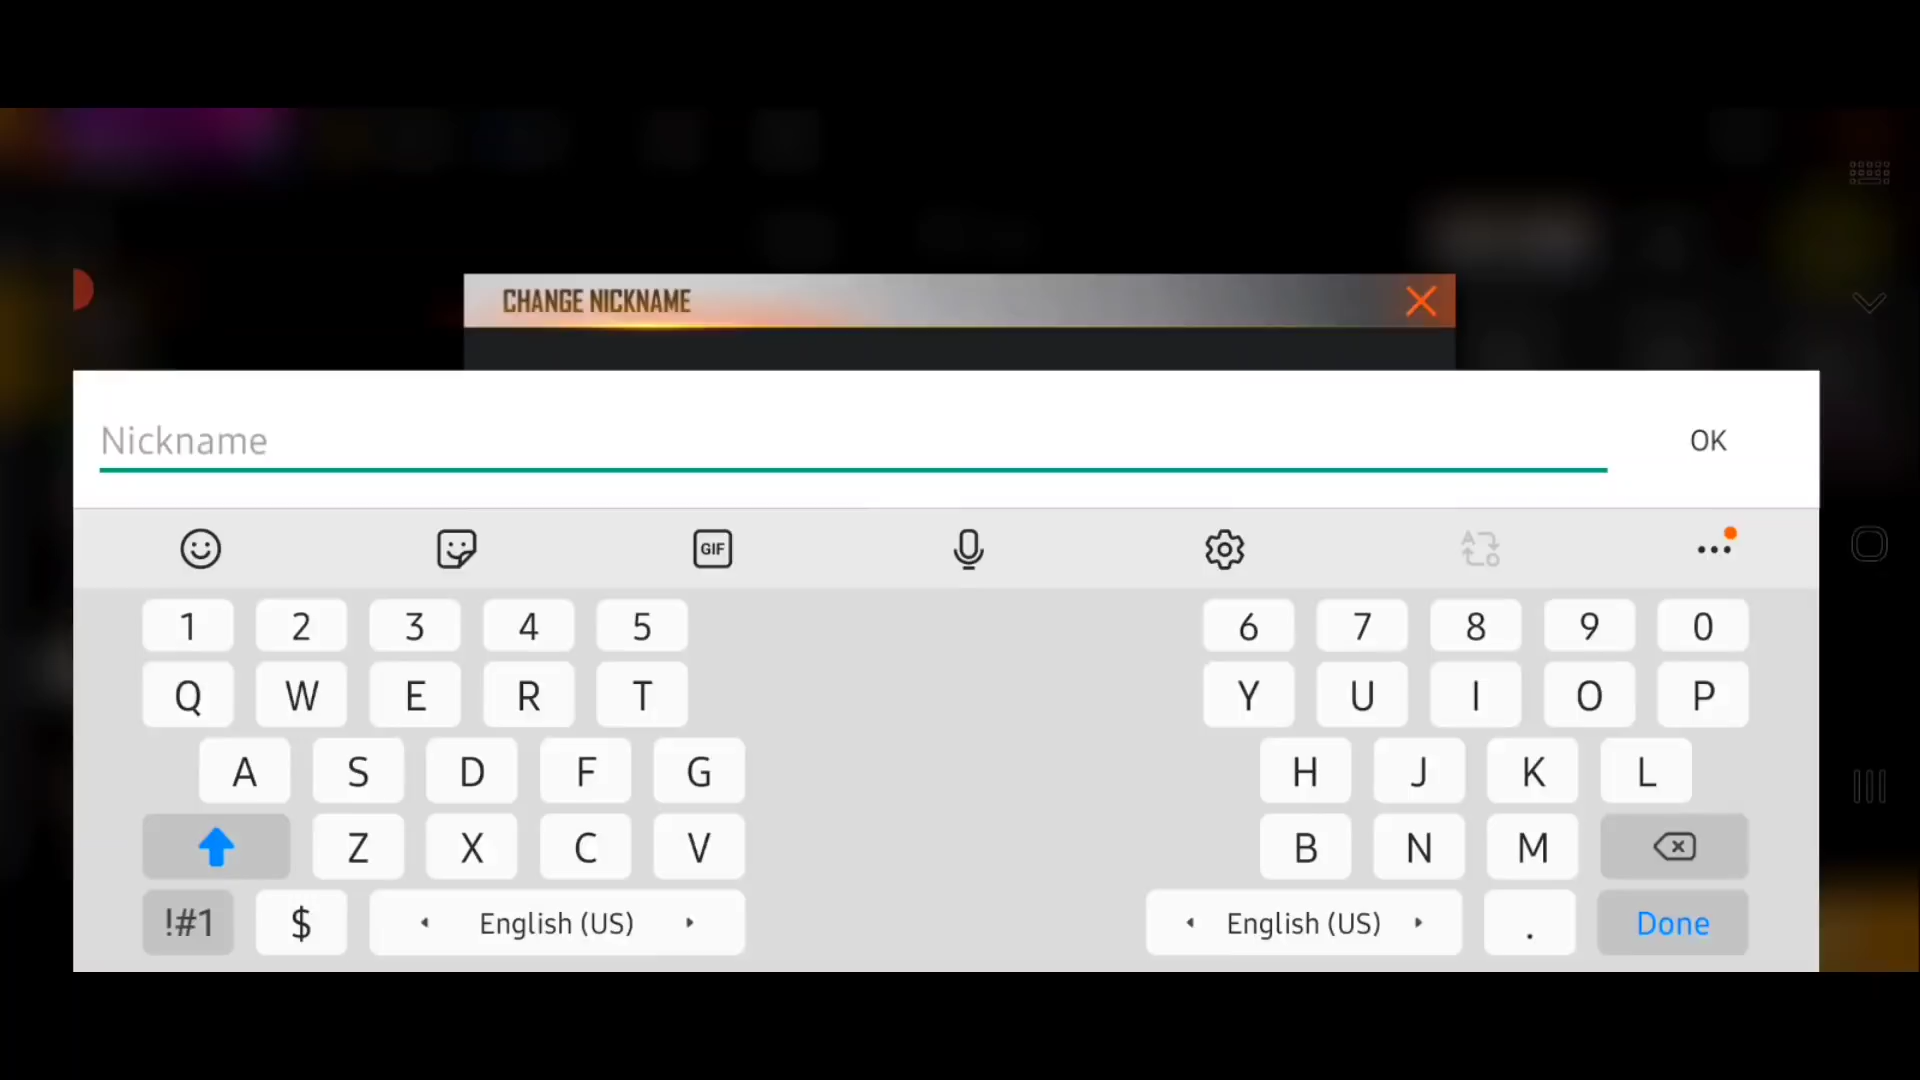 CHANGE NICKNAME
Nickname
OK
GIF
1 2 3 4 5 6 7 8 9 0
Q W E R T Y U I O P
A S D F G H J K L
Z X C V B N M
!#1 $ English (US) English (US) . Done